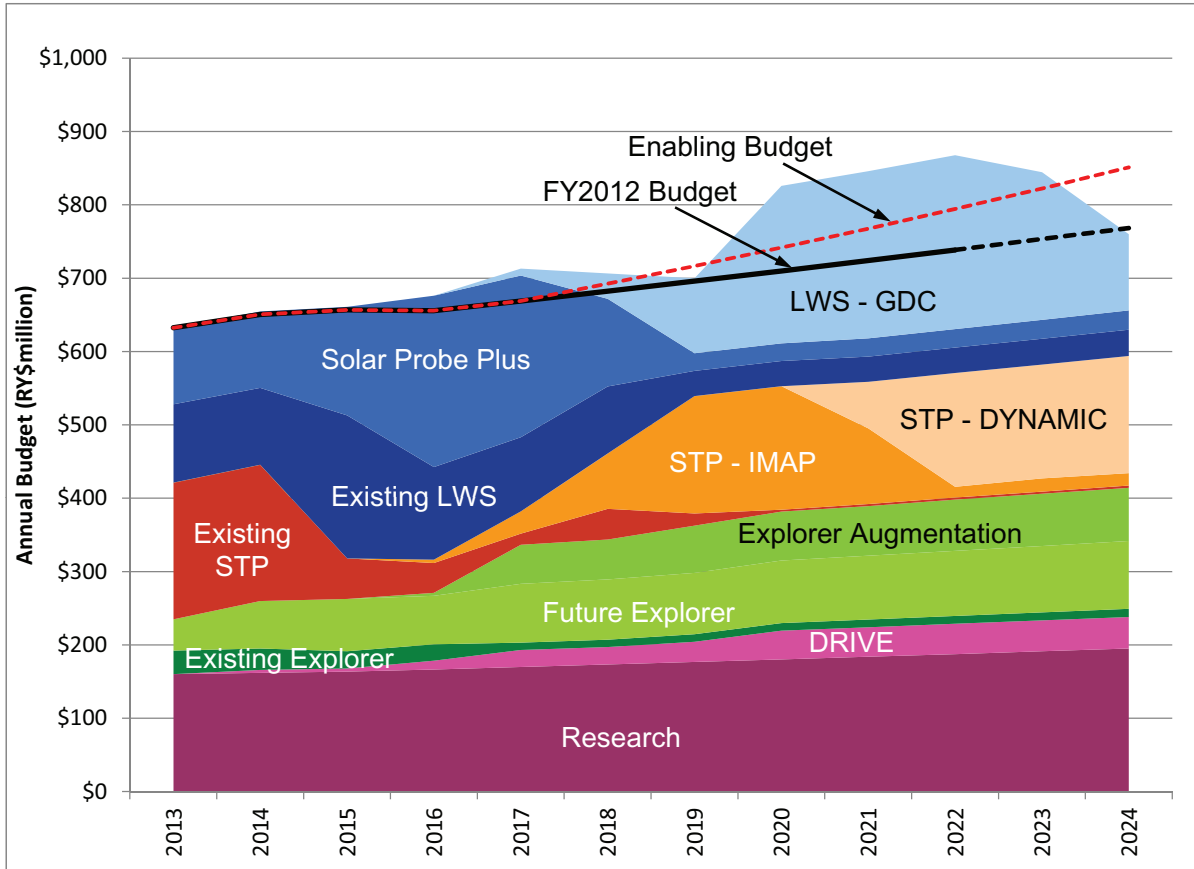 $1,000
$900
$800
$700
$600
$500
$400
$300
$200
$100
$0
Annual Budget (RY$million)
Enabling Budget
FY2012 Budget
LWS - GDC
Solar Probe Plus
STP - DYNAMIC
STP - IMAP
Existing LWS
Existing
STP
Explorer Augmentation
Future Explorer
Existing Explorer
DRIVE
Research
2013
2014
2015
2016
2017
2018
2019
2020
2021
2022
2023
2024